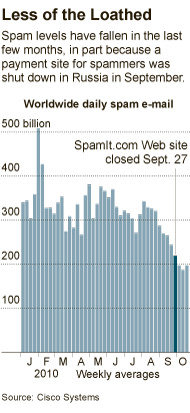 Less of the Loathed
Spam levels have fallen in the last
few months, in part because a
payment site for spammers was
shut down in Russia in September.
Worldwide daily spam e-mail
500 billion
SpamIt.com Web site
closed Sept. 27
400
300
200
100
J F M A M J J A S O
2010 Weekly averages
Source: Cisco Systems